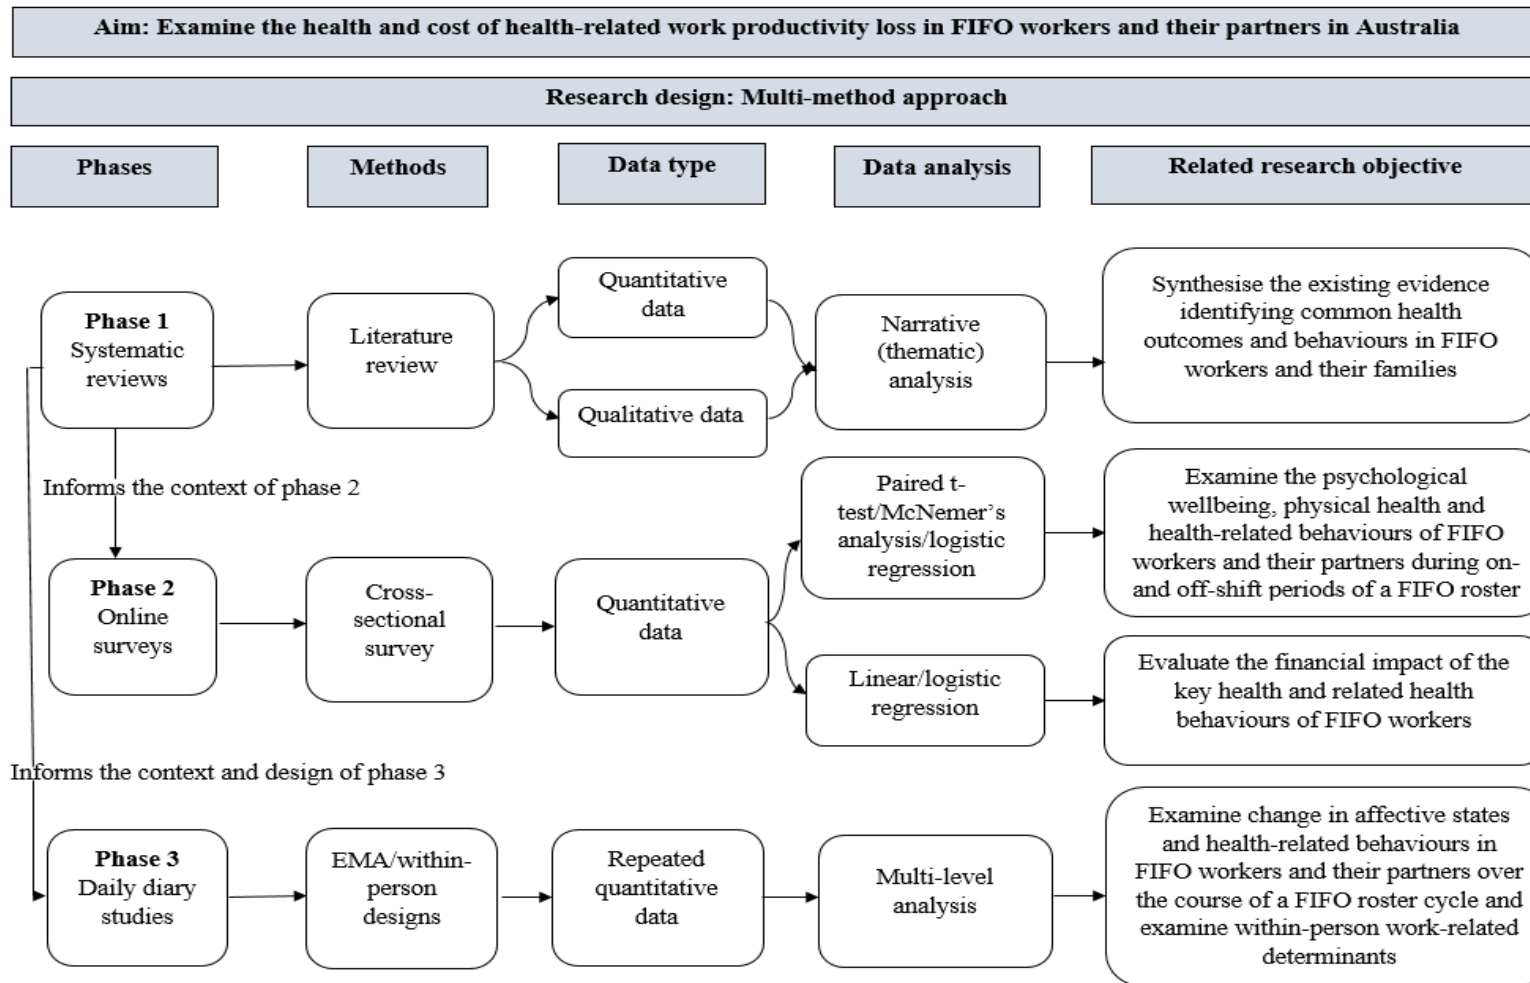 Aim: Examine the health and cost of health-related work productivity loss in FIFO workers and their partners in Australia
Research design: Multi-method approach
Phases
Methods
Data type
Data analysis
Related research objective
Phase 1
Systematic
reviews
Literature
review
Quantitative
data
Qualitative data
Narrative
(thematic)
analysis
Synthesise the existing evidence
identifying common health
outcomes and behaviours in FIFO
workers and their families
Informs the context of phase 2
Phase 2
Online
surveys
Cross-
sectional
survey
Quantitative
data
Paired t-
test/McNemer’s
analysis/logistic
regression
Examine the psychological
wellbeing, physical health and
health-related behaviours of FIFO
workers and their partners during on-
and off-shift periods of a FIFO roster
Linear/logistic
regression
Evaluate the financial impact of the
key health and related health
behaviours of FIFO workers
Informs the context and design of phase 3
Phase 3
Daily diary
studies
EMA/within-
person
designs
Repeated
quantitative
data
Multi-level
analysis
Examine change in affective states
and health-related behaviours in
FIFO workers and their partners over
the course of a FIFO roster cycle and
examine within-person work-related
determinants